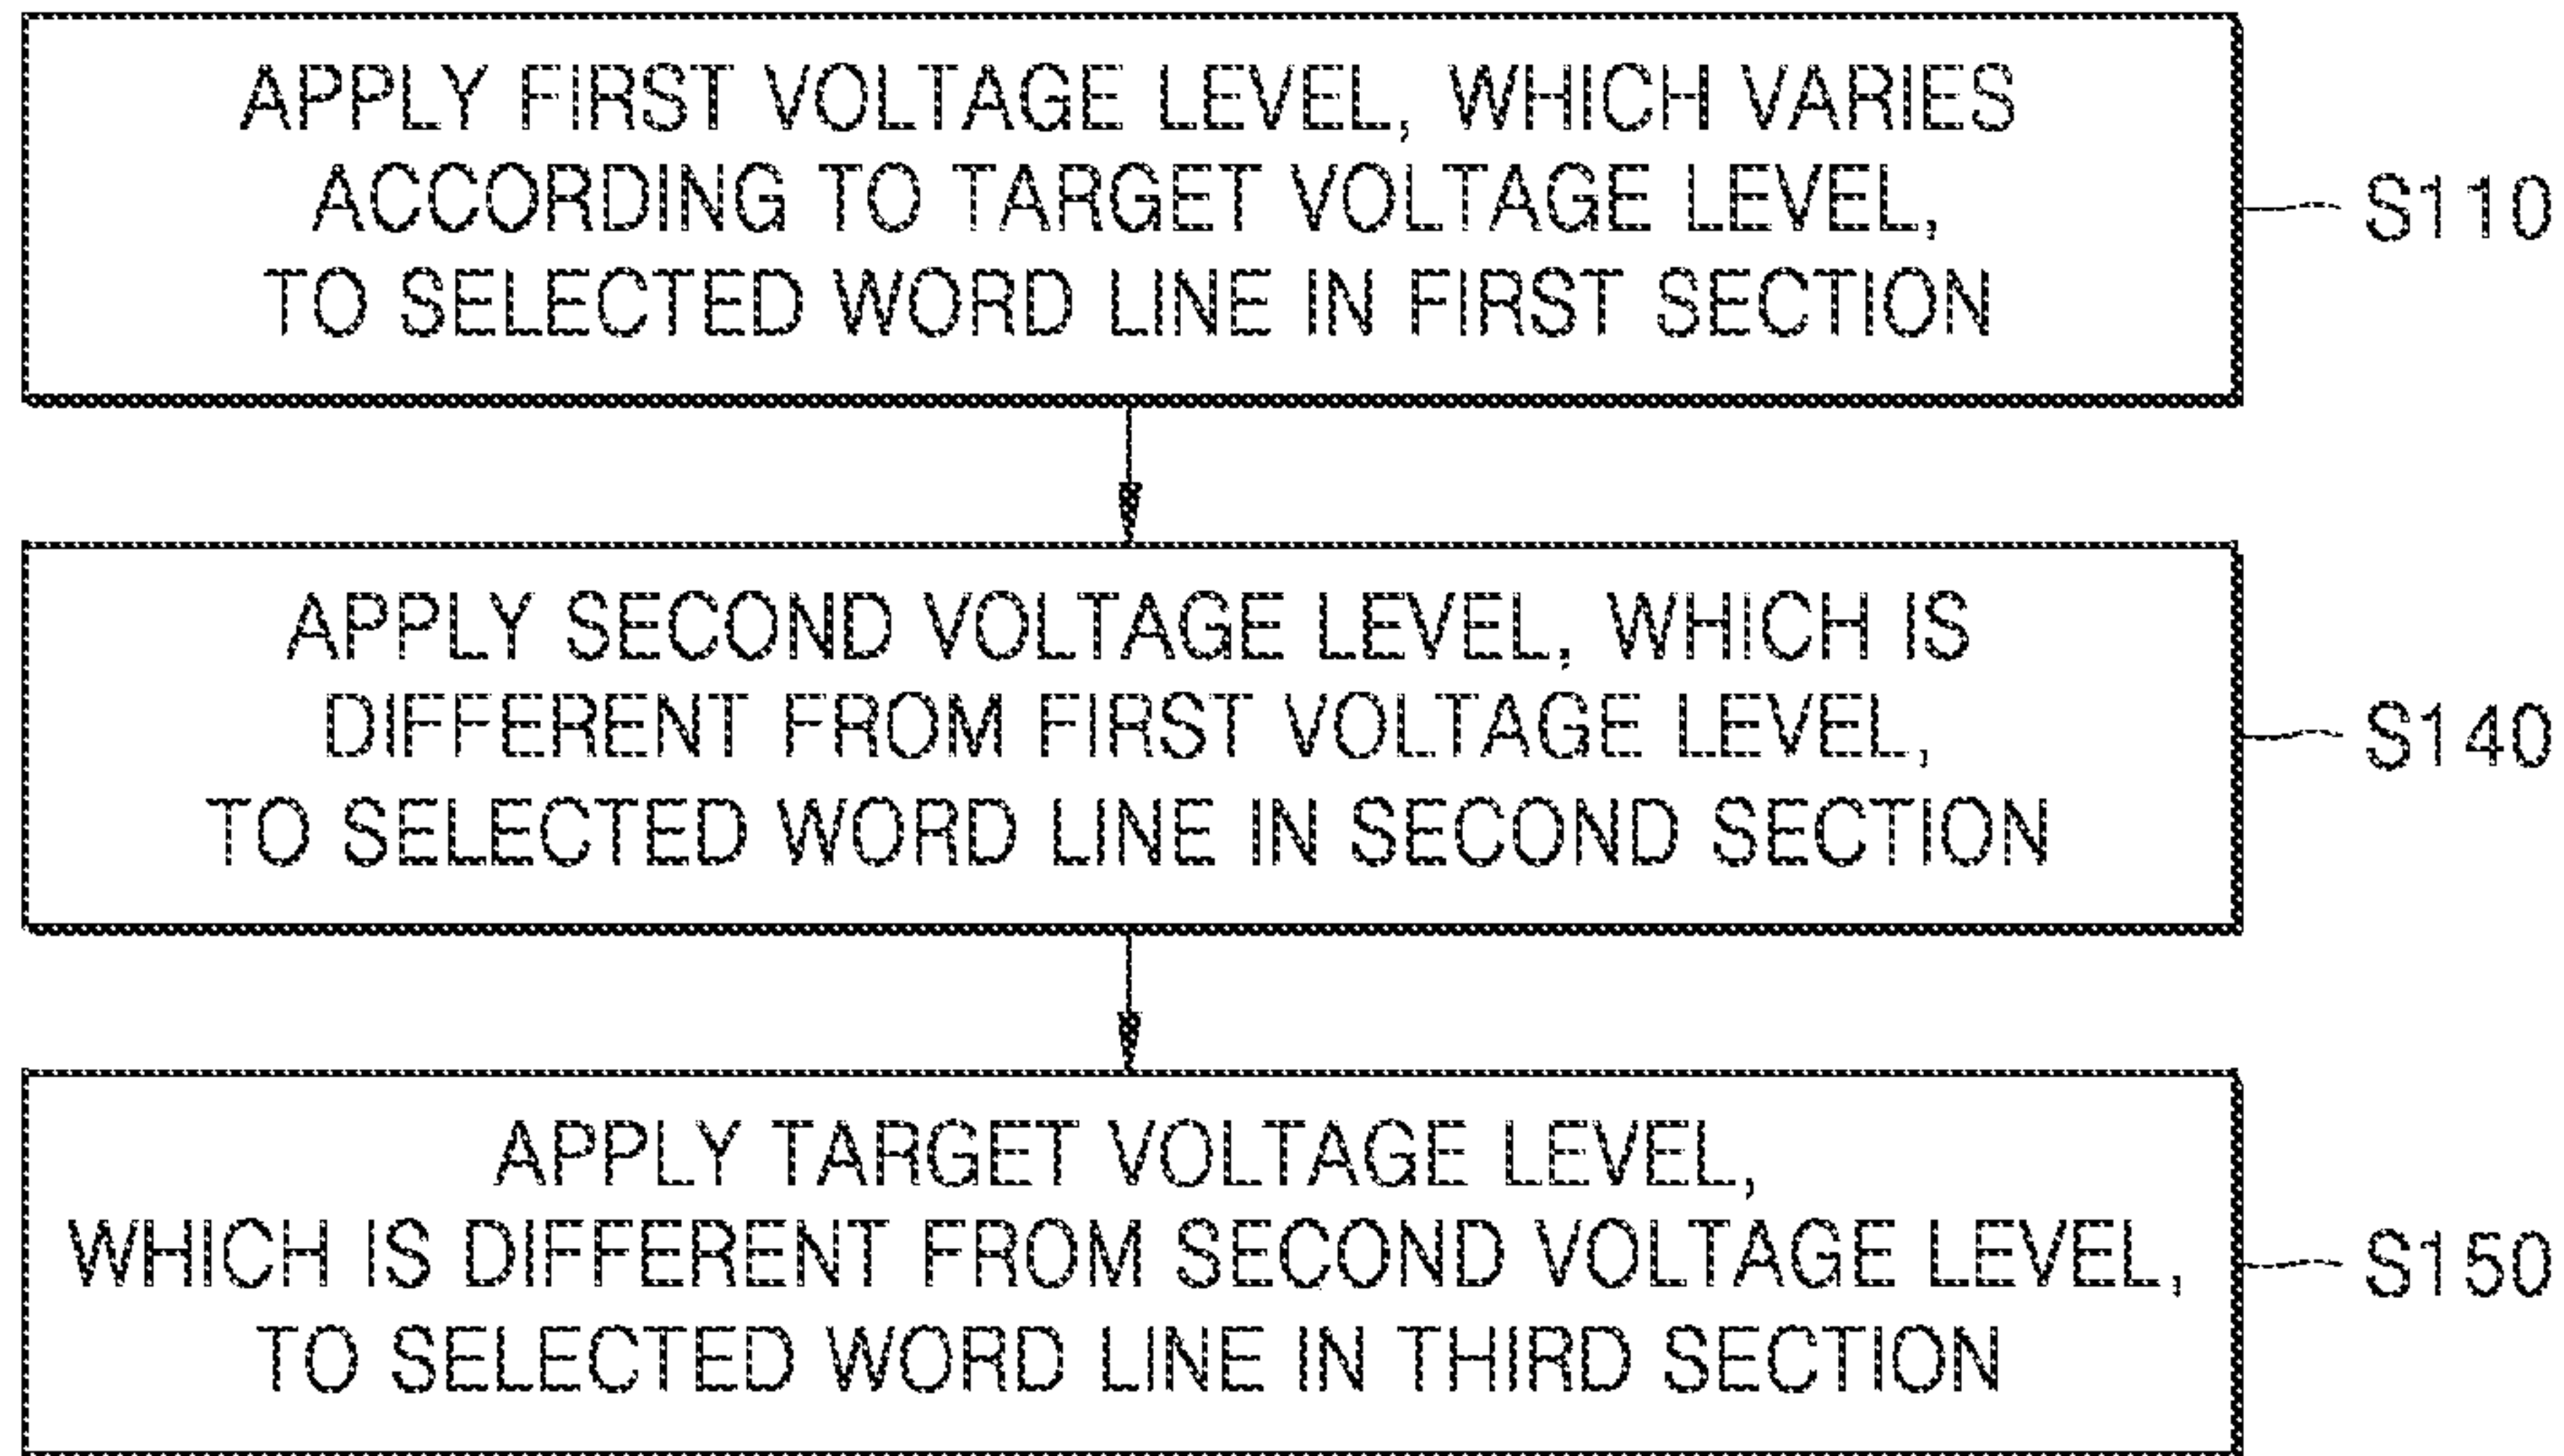 APPLY FIRST VOLTAGE LEVEL, WHICH VARIES
ACCORDING TO TARGET VOLTAGE LEVEL,
TO SELECTED WORD LINE IN FIRST SECTION
S110
APPLY SECOND VOLTAGE LEVEL, WHICH IS
DIFFERENT FROM FIRST VOLTAGE LEVEL,
TO SELECTED WORD LINE IN SECOND SECTION
S140
APPLY TARGET VOLTAGE LEVEL,
WHICH IS DIFFERENT FROM SECOND VOLTAGE LEVEL,
TO SELECTED WORD LINE IN THIRD SECTION
S150